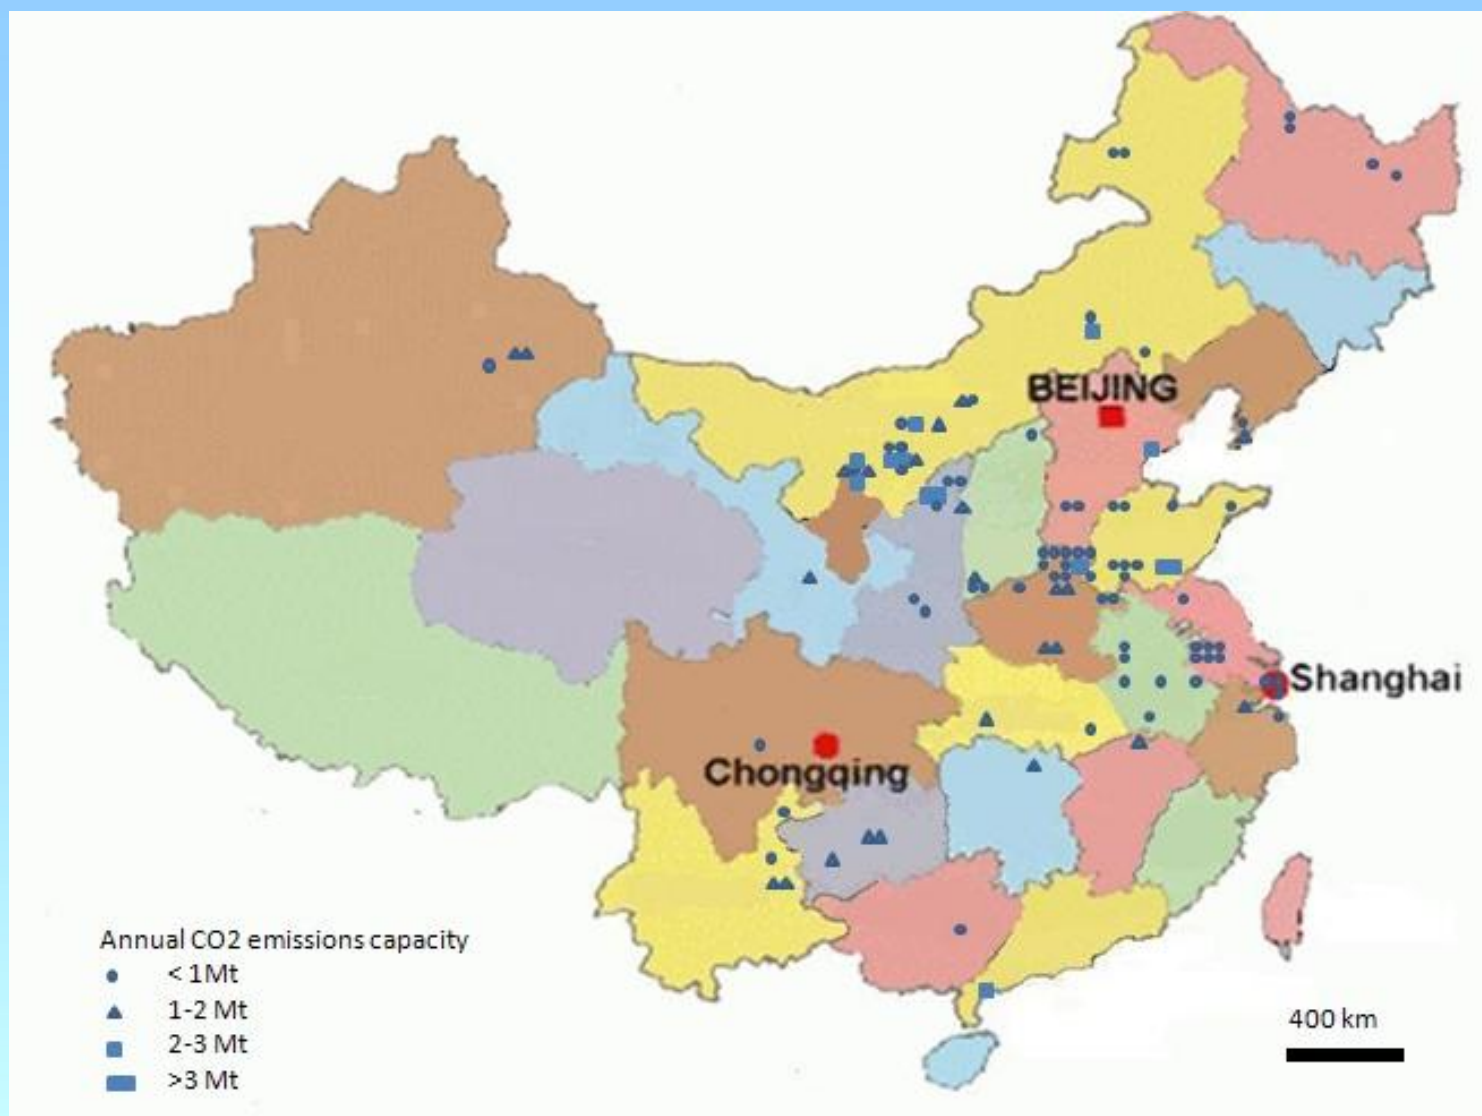 BEIJING
Shanghai
Chongqing
Annual CO2 emissions capacity
< 1Mt
1-2 Mt
2-3 Mt
>3 Mt
400 km